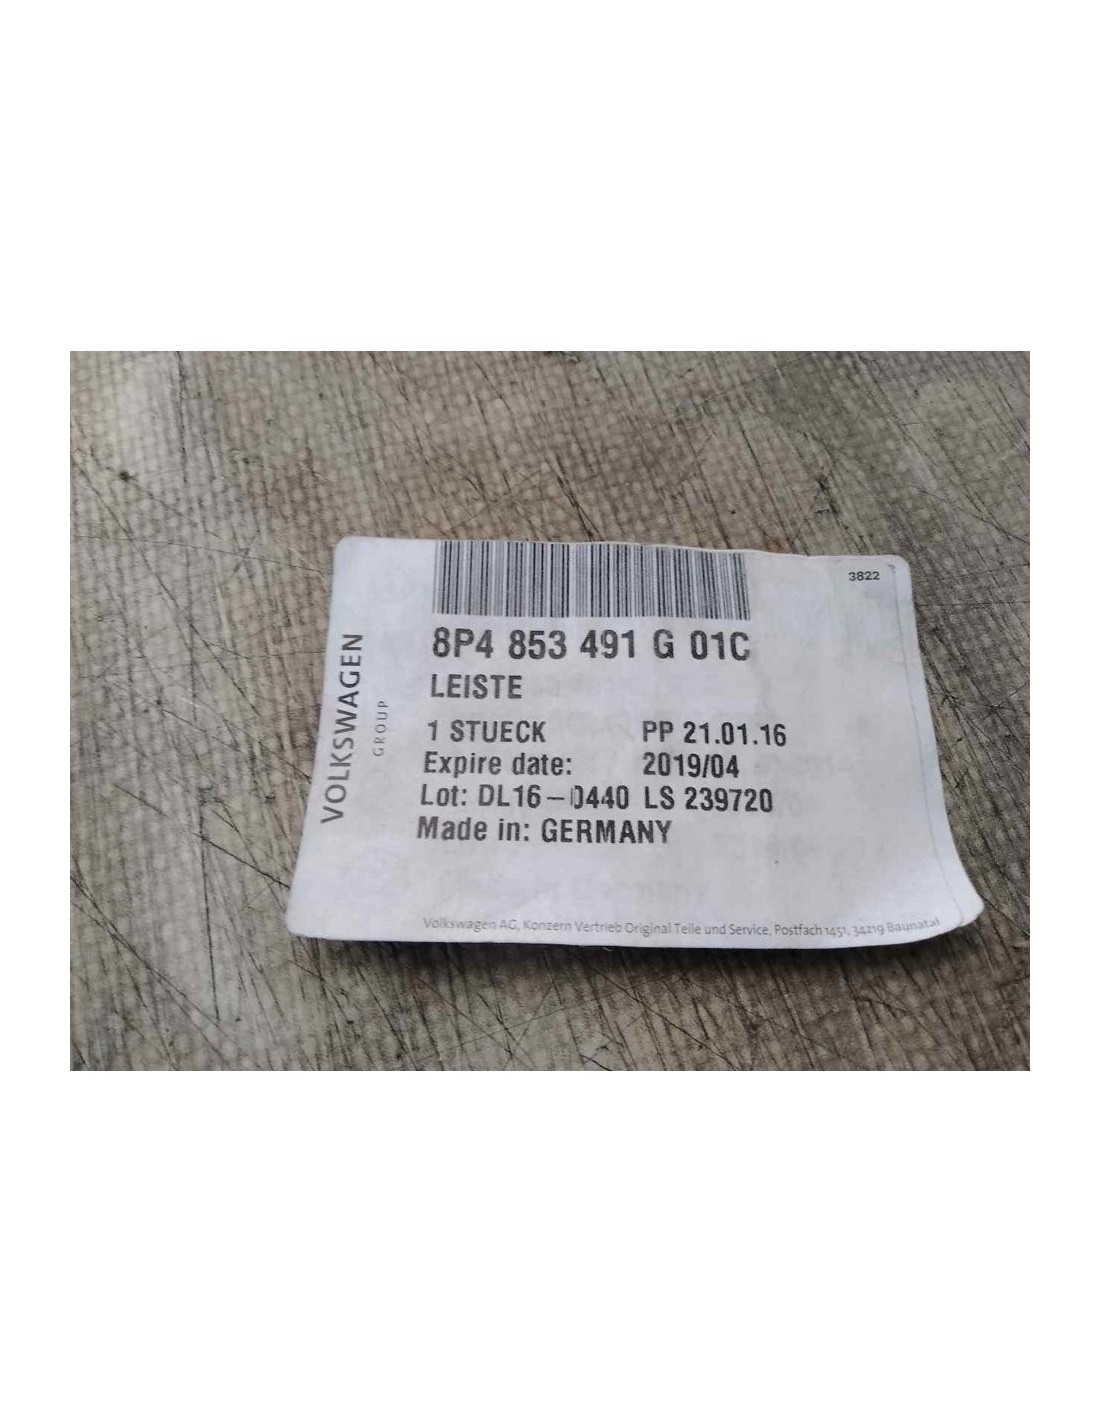 3822
8P4 853 491 G 01C
LEISTE
1 STUECK PP 21.01.16
Expire date: 2019/04
Lot: DL16-0440 LS 239720
Made in: GERMANY
VOLKSWAGEN
GROUP
Volkswagen AG, Konzern Vertrieb Original Teile und Service, Postfach 1451, 34219 Baunatal